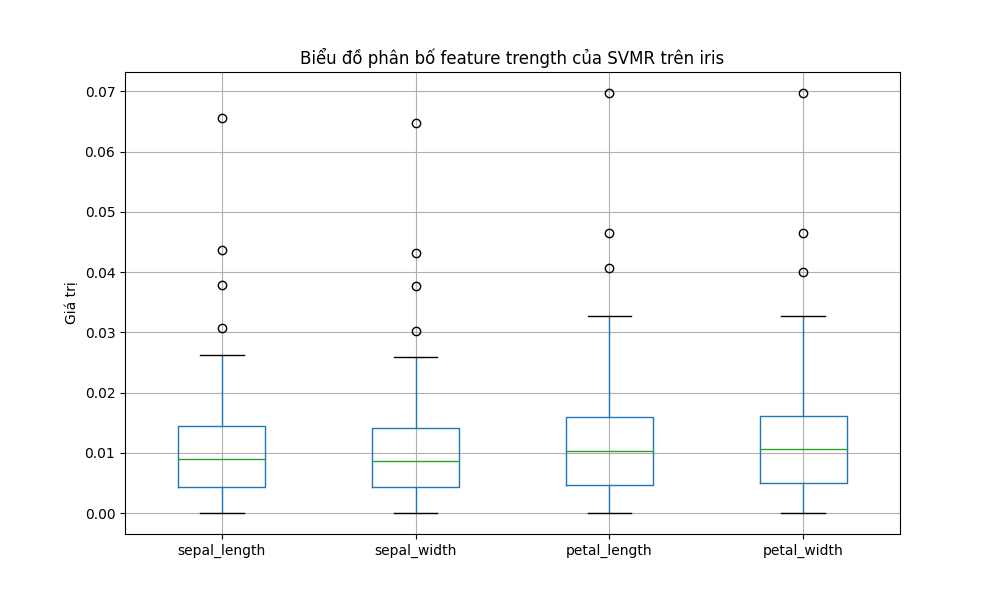 Biểu đồ phân bố feature trength của SVMR trên iris
0.07
0.06
0.05
0.04
0.03
0.02
0.01
0.00
Giá trị
sepal_length
sepal_width
petal_length
petal_width